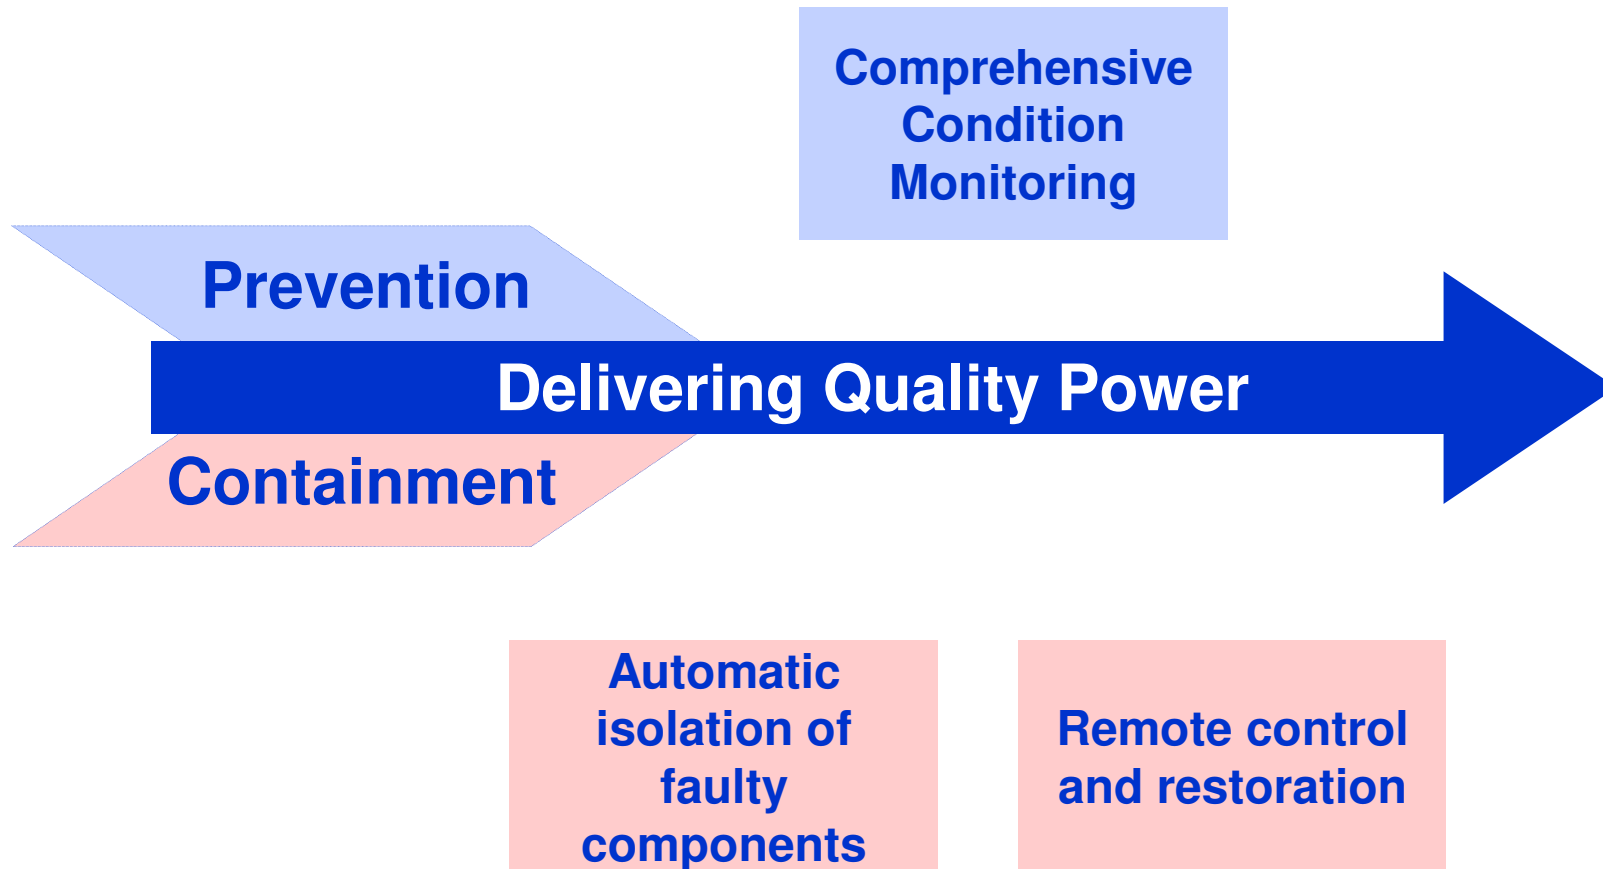 Comprehensive
Condition
Monitoring
Prevention
Delivering Quality Power
Containment
Automatic
isolation of
faulty
components
Remote control
and restoration